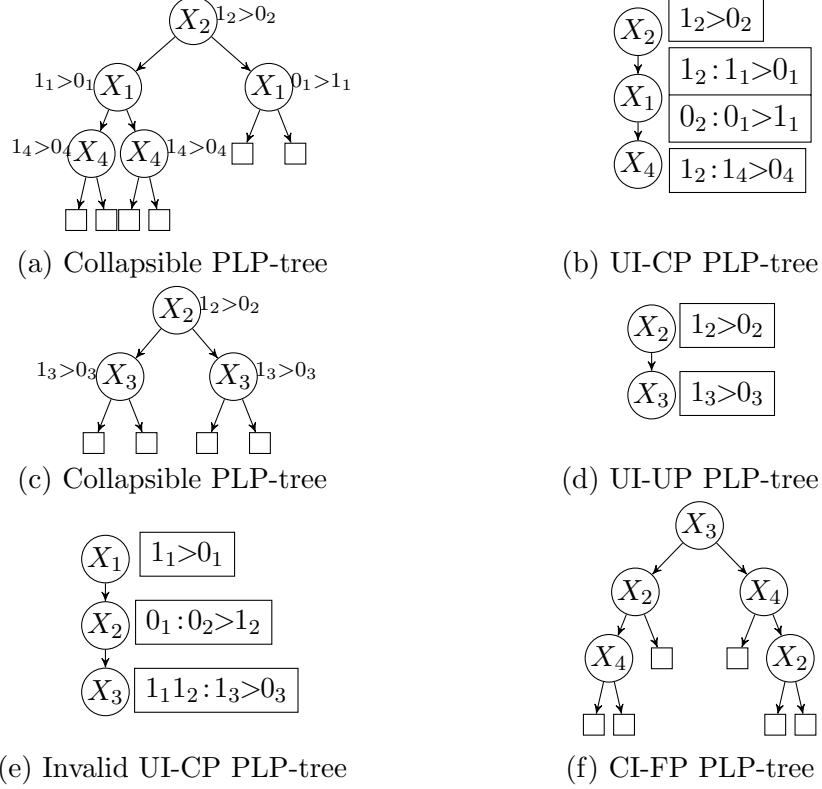 X₂ 1₂>0₂
1₁>0₁ X₁ X₁ 0₁>1₁
1₄>0₄ X₄ X₄ 1₄>0₄
(a) Collapsible PLP-tree
X₂ 1₂>0₂
X₁ 1₂:1₁>0₁
0₂:0₁>1₁
X₄ 1₂:1₄>0₄
(b) UI-CP PLP-tree
X₂ 1₂>0₂
1₃>0₃ X₃ X₃ 1₃>0₃
(c) Collapsible PLP-tree
X₂ 1₂>0₂
X₃ 1₃>0₃
(d) UI-UP PLP-tree
X₁ 1₁>0₁
X₂ 0₁:0₂>1₂
X₃ 1₁1₂:1₃>0₃
(e) Invalid UI-CP PLP-tree
X₃
X₂ X₄
X₄ X₂
(f) CI-FP PLP-tree